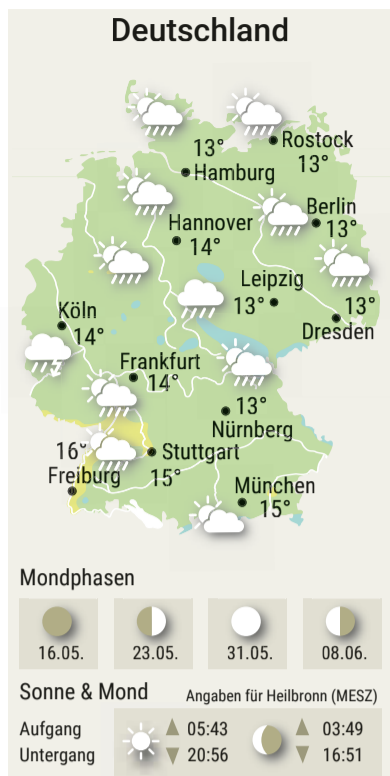 Deutschland
Rostock
13°
13°
Hamburg
Berlin
13°
Hannover
14°
Leipzig
13°
13°
Dresden
Köln
14°
Frankfurt
14°
13°
Nürnberg
16°
Stuttgart
15°
Freiburg
München
15°
Mondphasen
16.05. 23.05. 31.05. 08.06.
Sonne & Mond Angaben für Heilbronn (MESZ)
Aufgang 05:43 03:49
Untergang 20:56 16:51